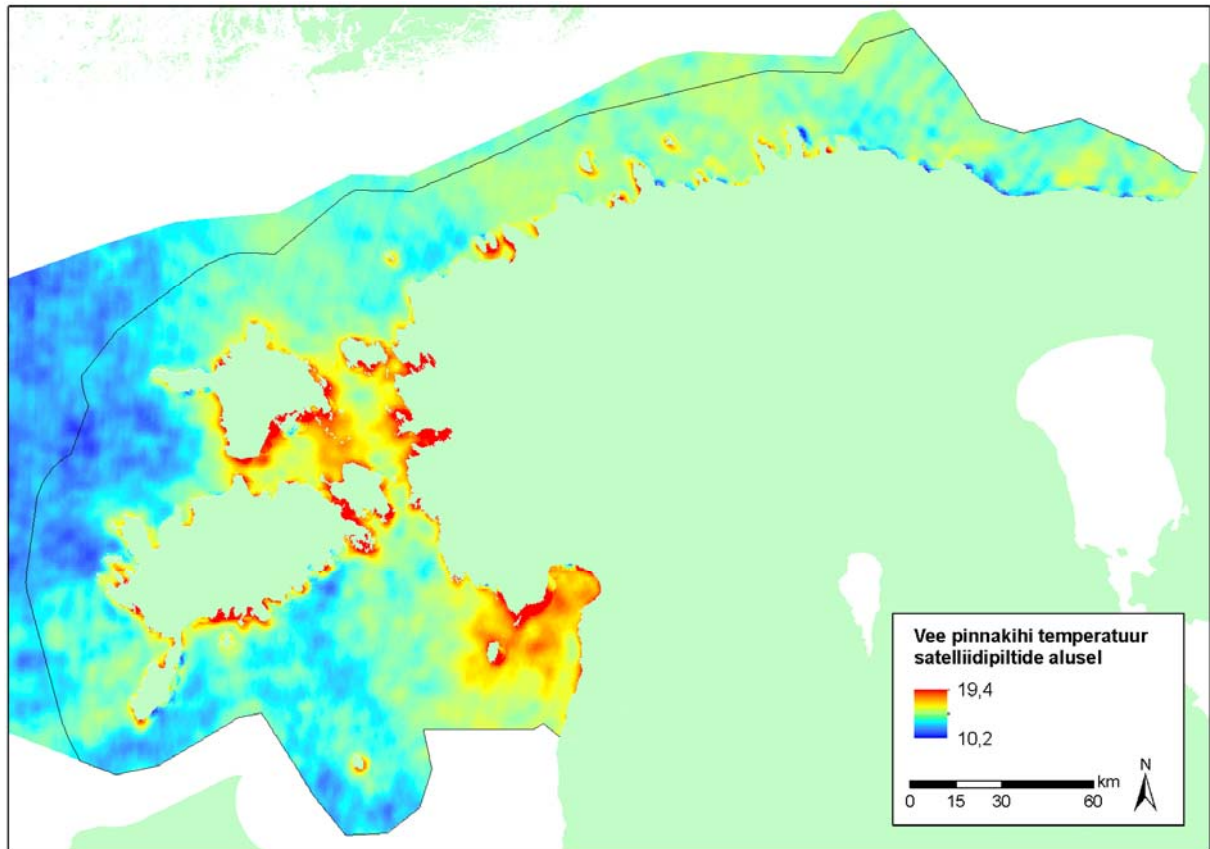 Vee pinnakihi temperatuur
satelliidipiltide alusel
19,4
10,2
km
0 15 30 60
N